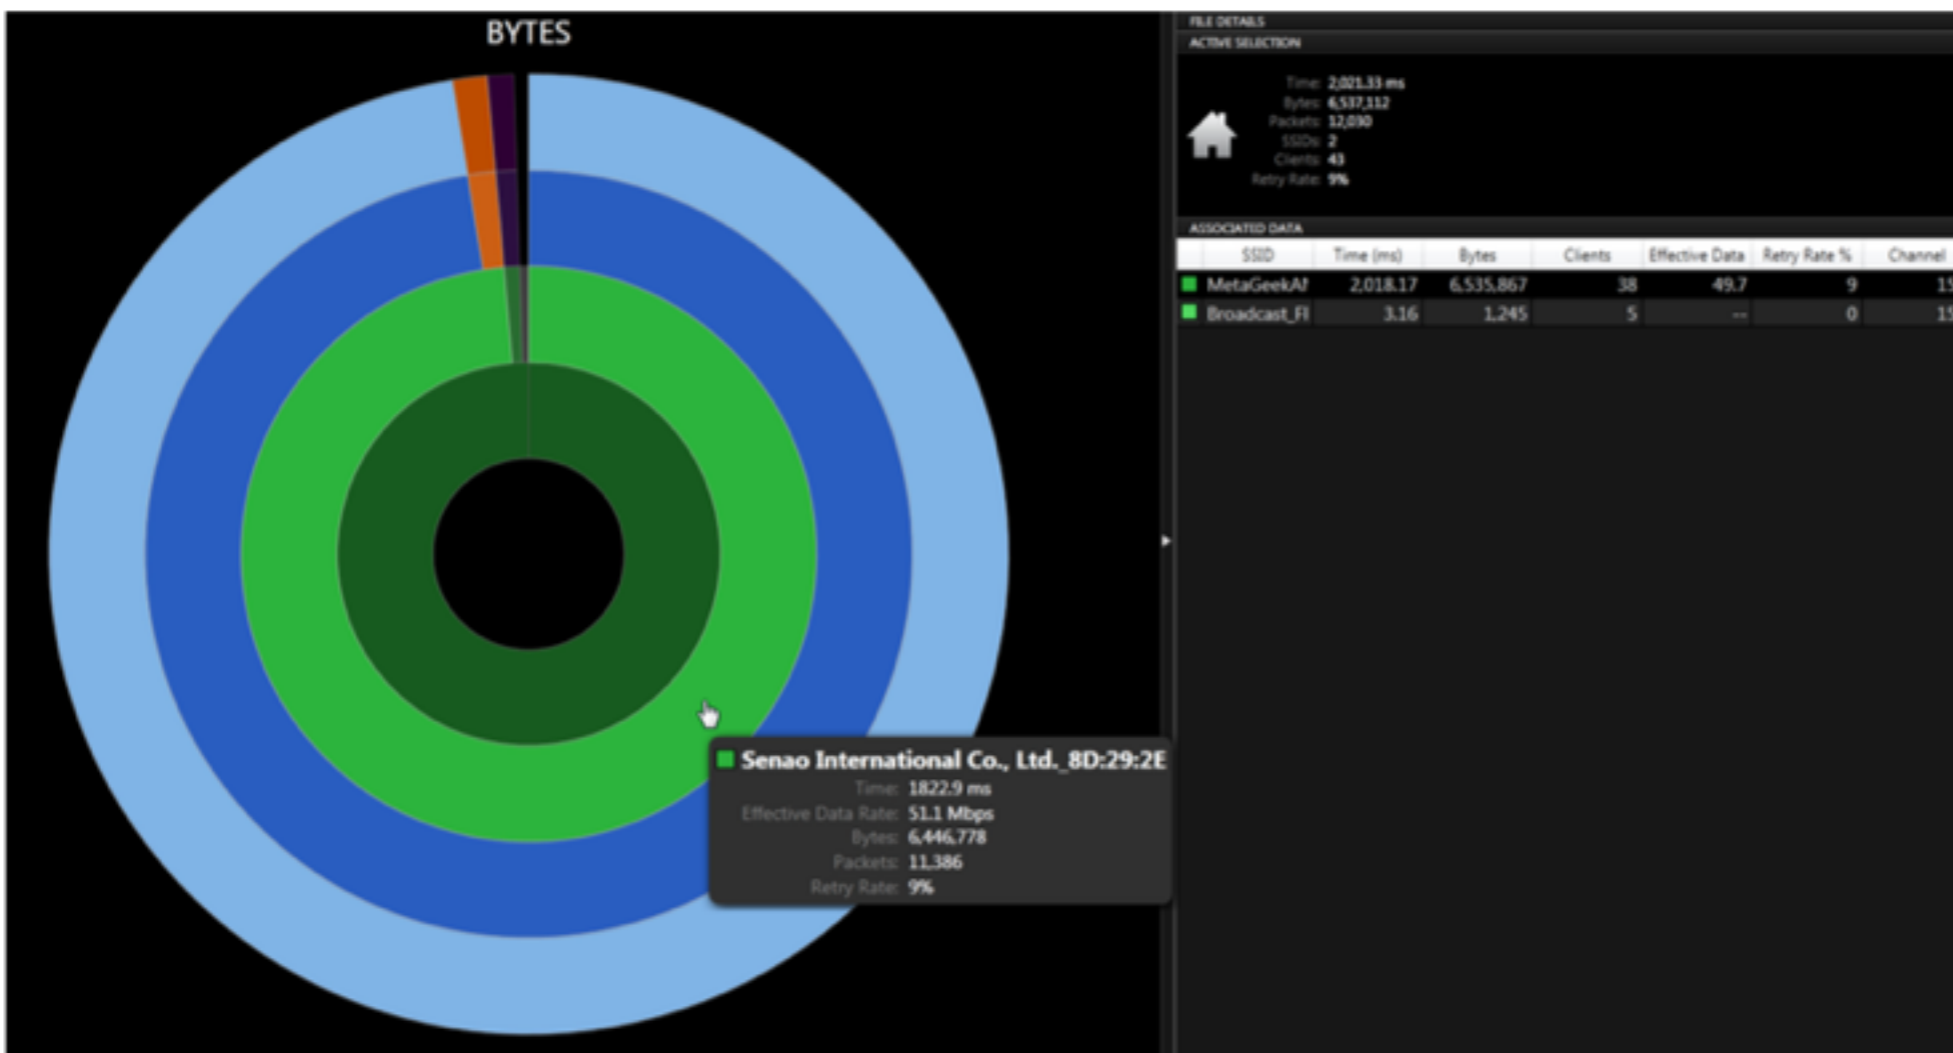 BYTES
FILE DETAILS
ACTIVE SELECTION
Time: 2,021.33 ms
Bytes: 6,537,112
Packets: 12,030
SSIDs: 2
Clients: 43
Retry Rate: 9%
ASSOCIATED DATA
SSID Time (ms) Bytes Clients Effective Data Retry Rate % Channel
MetaGeekAP 2,018.17 6,535,867 38 49.7 9 15
Broadcast_Fl 3.16 1,245 5 -- 0 15
Senao International Co., Ltd._8D:29:2E
Time: 1822.9 ms
Effective Data Rate: 51.1 Mbps
Bytes: 6,446,778
Packets: 11,386
Retry Rate: 9%